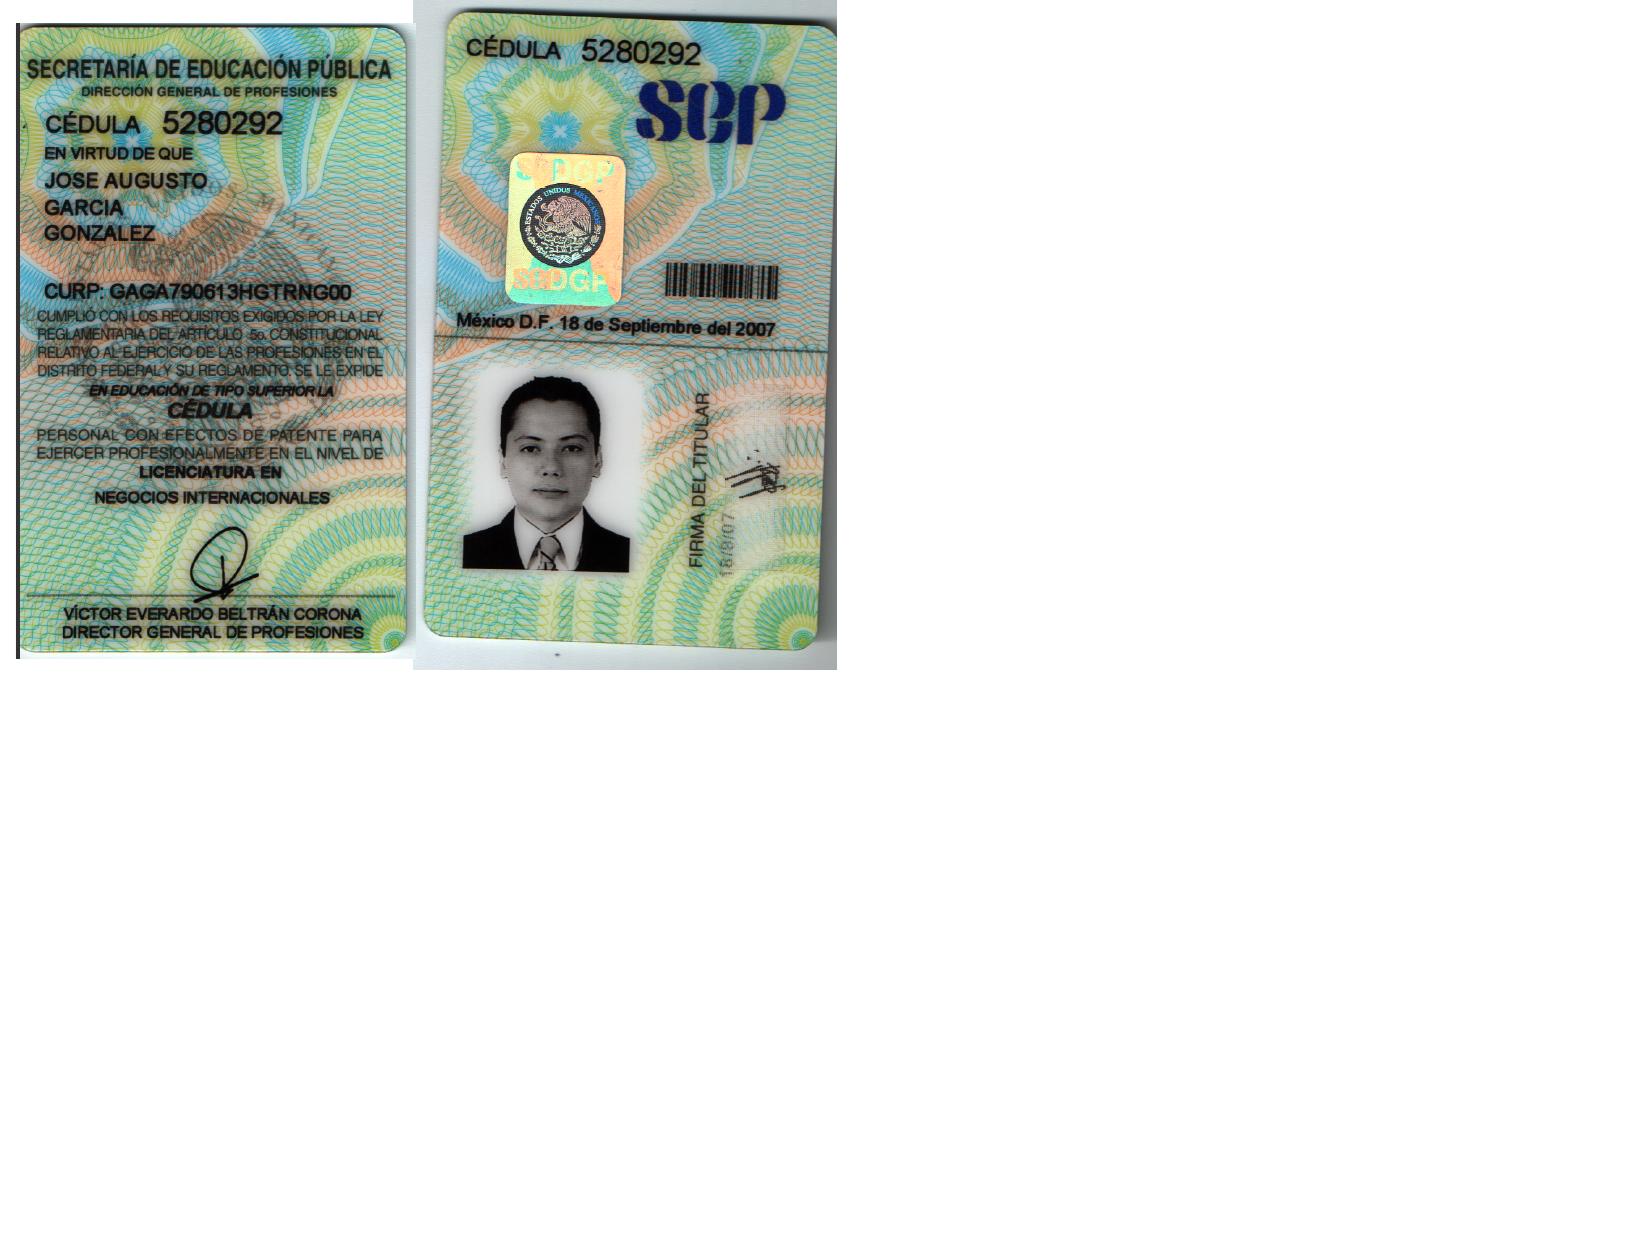 SECRETARÍA DE EDUCACIÓN PÚBLICA
DIRECCIÓN GENERAL DE PROFESIONES
CÉDULA 5280292
EN VIRTUD DE QUE
JOSE AUGUSTO
GARCIA
GONZALEZ
CURP: GAGA790613HGTRNG00
CUMPLIÓ CON LOS REQUISITOS EXIGIDOS POR LA LEY
REGLAMENTARIA DEL ARTÍCULO 5o. CONSTITUCIONAL
RELATIVO AL EJERCICIO DE LAS PROFESIONES EN EL
DISTRITO FEDERAL Y SU REGLAMENTO, SE LE EXPIDE
EN EDUCACIÓN DE TIPO SUPERIOR LA
CÉDULA
PERSONAL CON EFECTOS DE PATENTE PARA
EJERCER PROFESIONALMENTE EN EL NIVEL DE
LICENCIATURA EN
NEGOCIOS INTERNACIONALES
VÍCTOR EVERARDO BELTRÁN CORONA
DIRECTOR GENERAL DE PROFESIONES
CÉDULA 5280292
SEP
SEDGP
ESTADOS UNIDOS MEXICANOS
SEDGP
México D.F. 18 de Septiembre del 2007
FIRMA DEL TITULAR
18/9/07